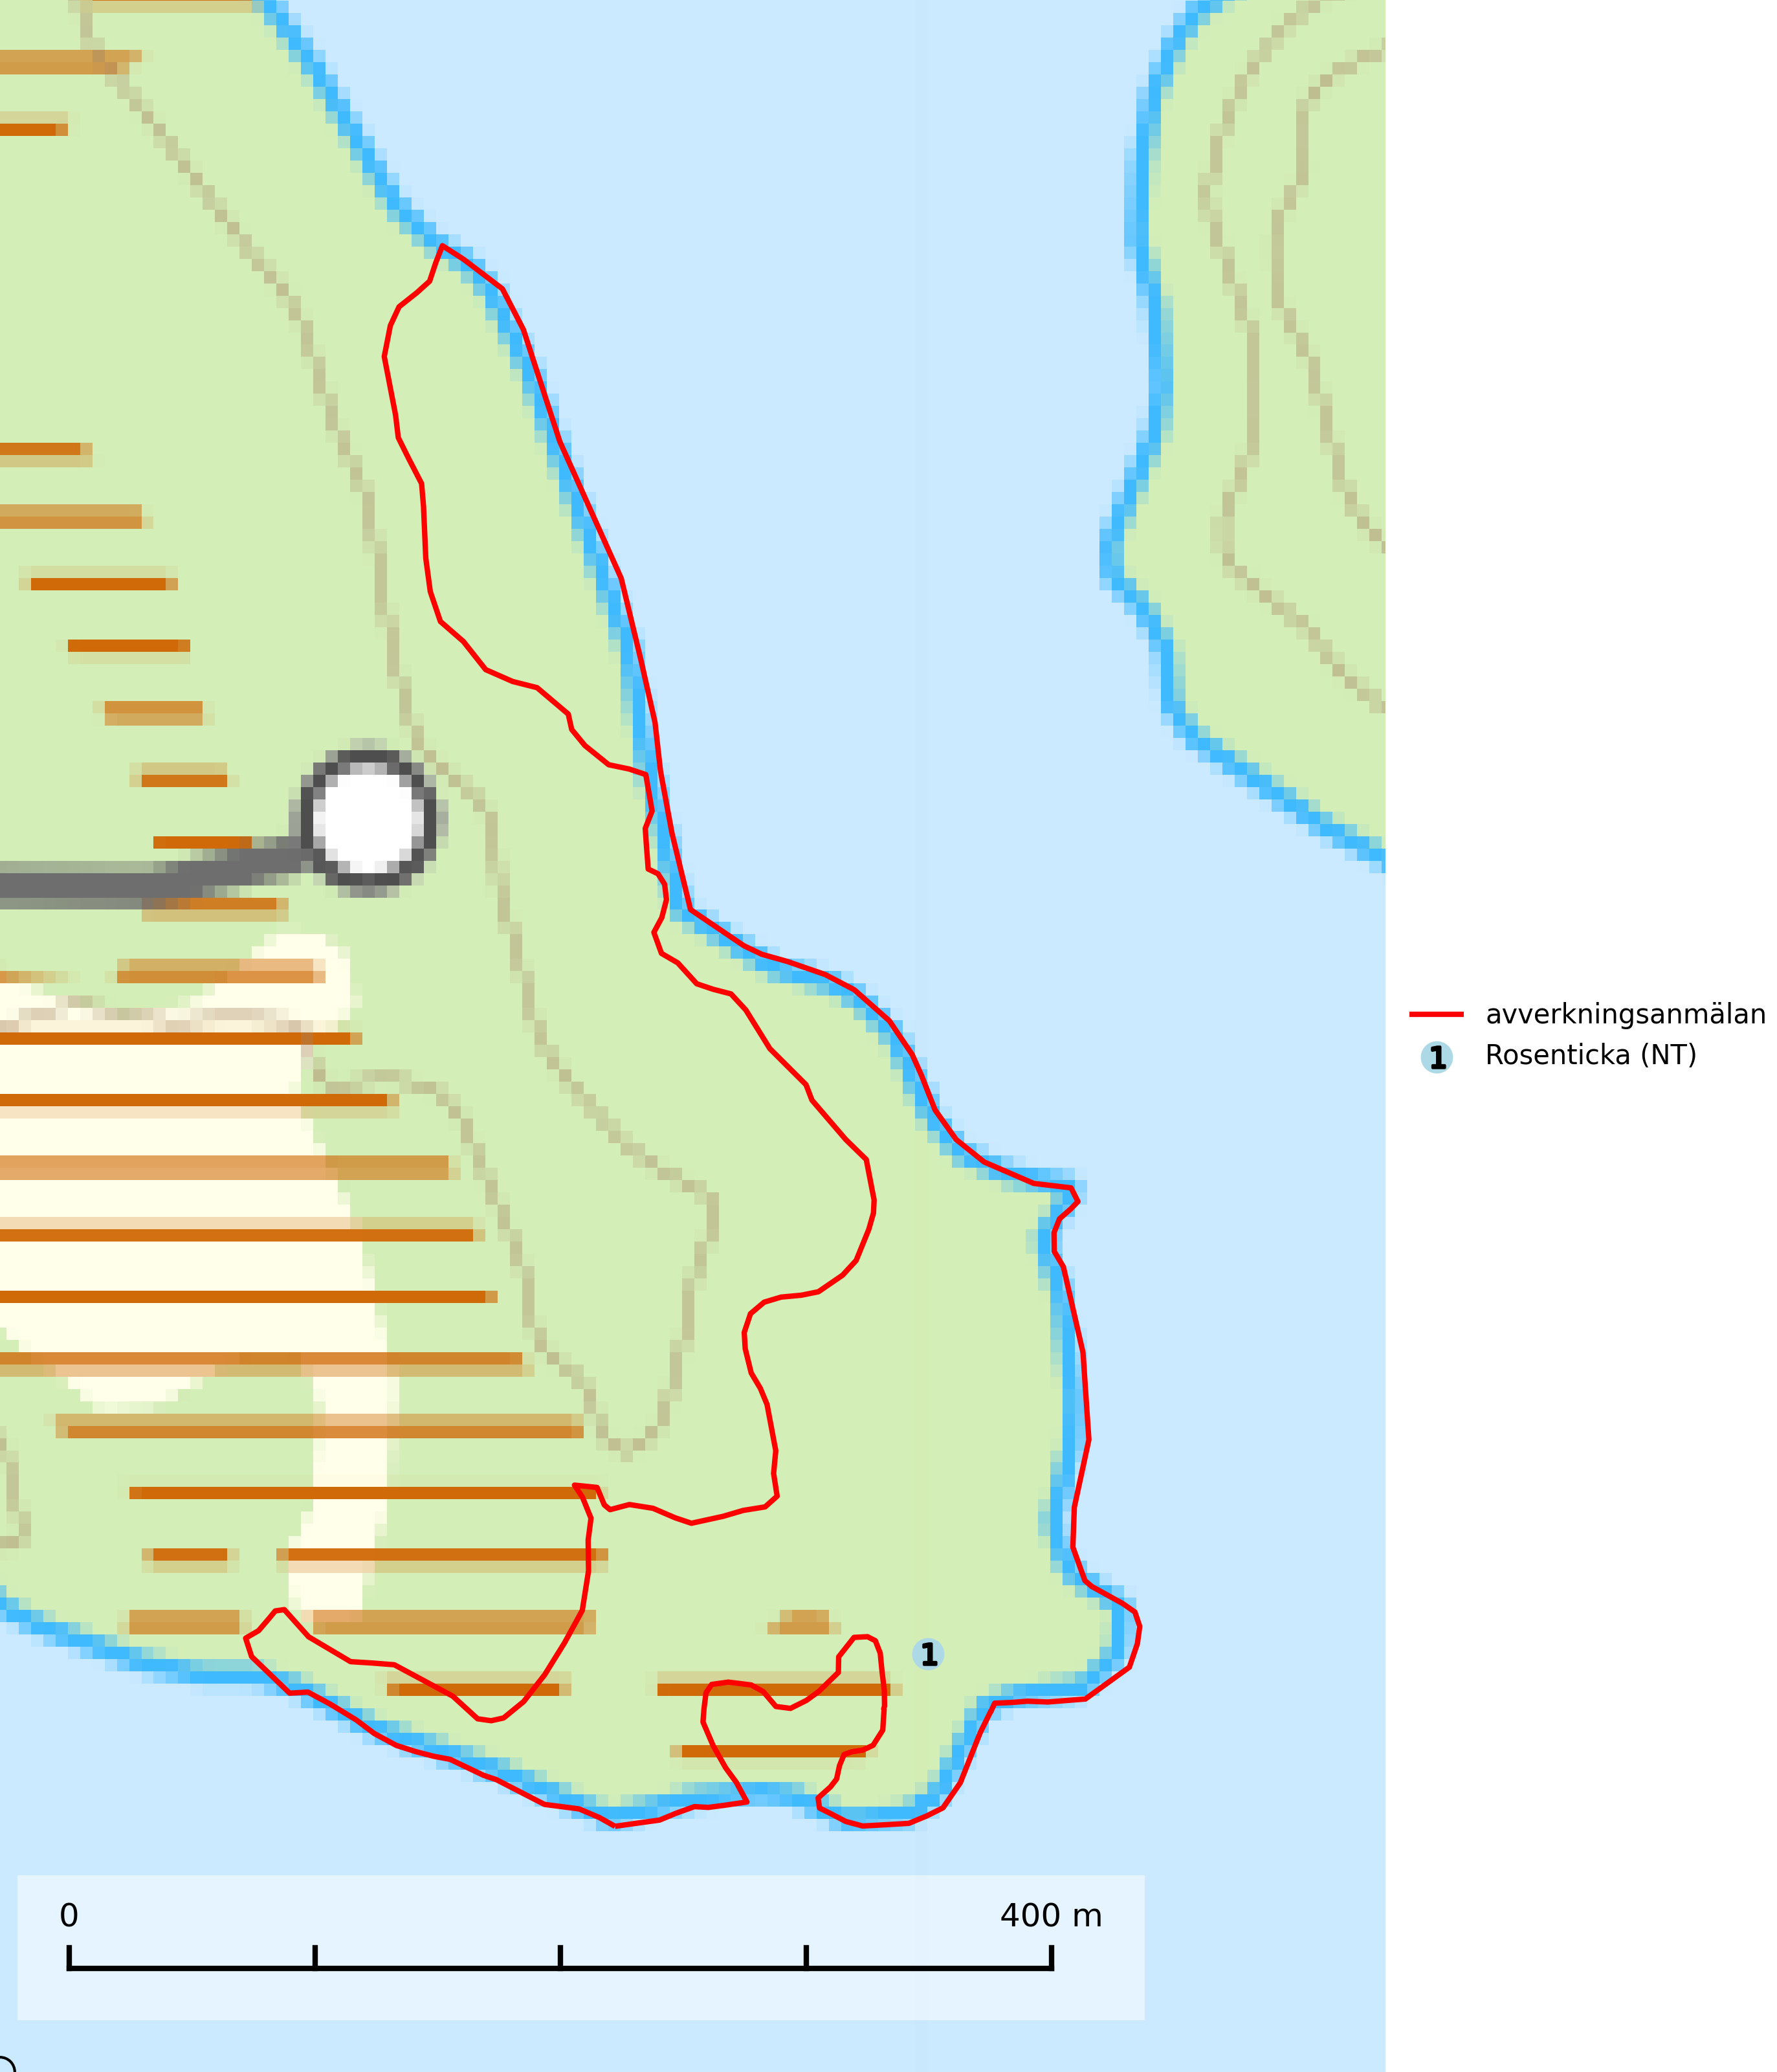 avverkningsanmälan
1 Rosenticka (NT)
1
0 400 m